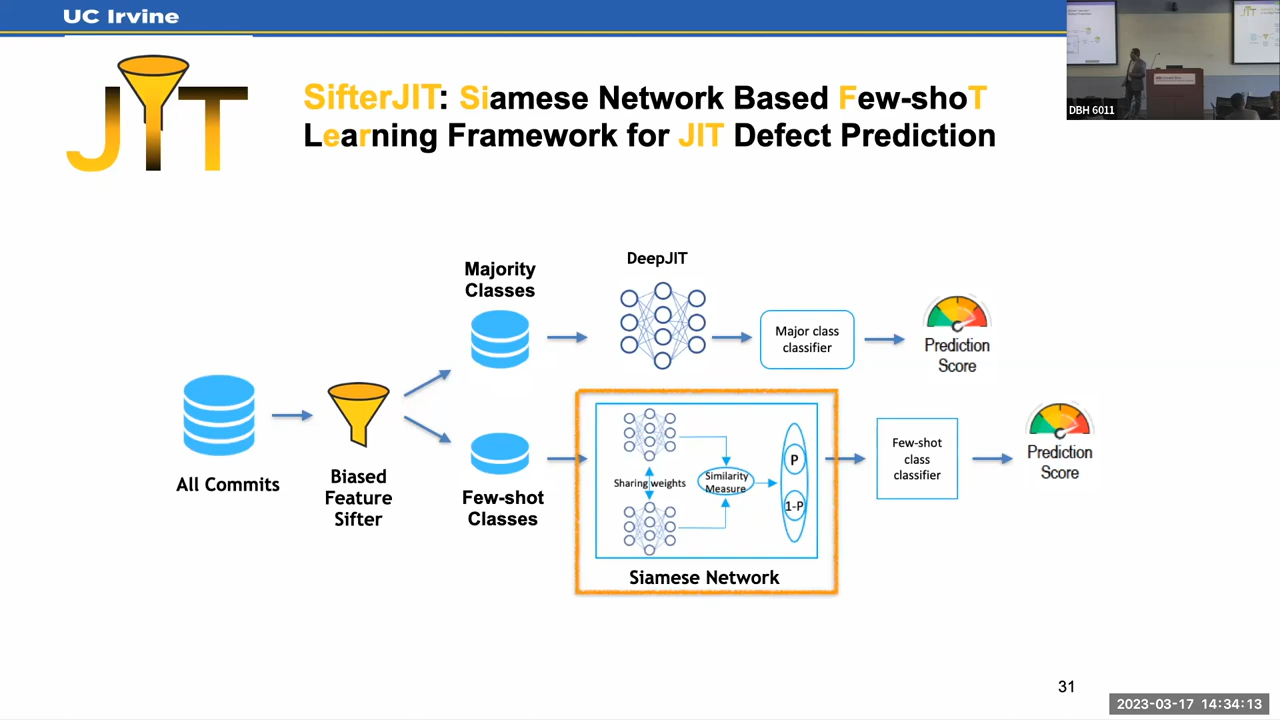 UC Irvine
JIT
SifterJIT: Siamese Network Based Few-shoT
Learning Framework for JIT Defect Prediction
DBH 6011
Majority
Classes
DeepJIT
Major class
classifier
Prediction
Score
All Commits
Biased
Feature
Sifter
Few-shot
Classes
Sharing weights
Similarity
Measure
P
1-P
Siamese Network
Few-shot
class
classifier
Prediction
Score
31
2023-03-17 14:34:13